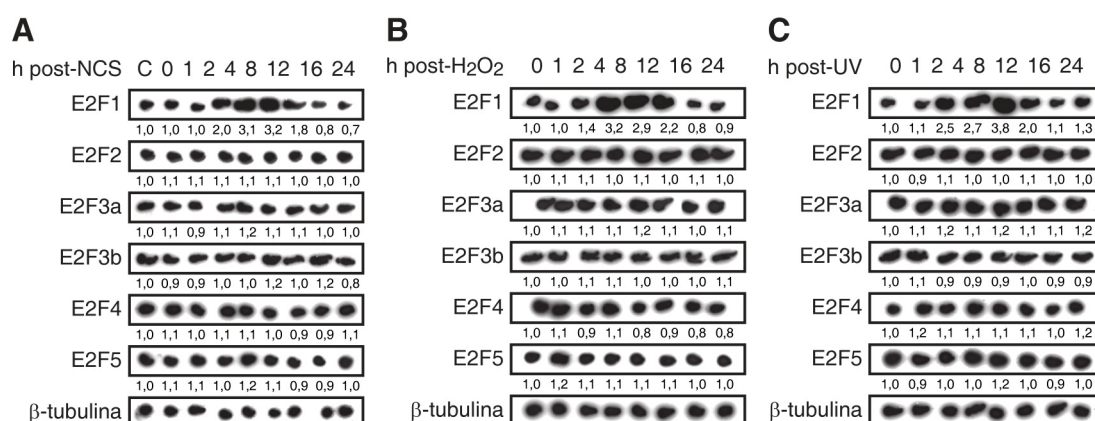 A
h post-NCS C 0 1 2 4 8 12 16 24
E2F1
1,0 1,0 1,0 2,0 3,1 3,2 1,8 0,8 0,7
E2F2
1,0 1,1 1,1 1,1 1,1 1,1 1,0 1,0 1,0
E2F3a
1,0 1,1 0,9 1,1 1,2 1,1 1,1 1,0 1,0
E2F3b
1,0 0,9 0,9 1,0 1,0 1,2 1,0 1,2 0,8
E2F4
1,0 1,1 1,0 1,1 1,1 1,0 0,9 0,9 1,1
E2F5
1,0 1,1 1,1 1,0 1,2 1,1 0,9 0,9 1,0
β-tubulina
B
h post-H₂O₂ 0 1 2 4 8 12 16 24
E2F1
1,0 1,0 1,4 3,2 2,9 2,2 0,8 0,9
E2F2
1,0 1,1 1,1 1,1 1,1 1,0 1,1 1,0
E2F3a
1,0 1,1 1,1 1,1 1,2 1,1 1,0 1,1
E2F3b
1,0 1,0 1,1 1,1 1,0 1,0 1,0 1,1
E2F4
1,0 1,1 0,9 1,1 0,8 0,9 0,8 0,8
E2F5
1,0 1,2 1,1 1,1 1,1 1,1 1,0 1,0
β-tubulina
C
h post-UV 0 1 2 4 8 12 16 24
E2F1
1,0 1,1 2,5 2,7 3,8 2,0 1,1 1,3
E2F2
1,0 0,9 1,1 1,1 1,1 1,1 1,0 1,0
E2F3a
1,0 1,1 1,2 1,1 1,2 1,1 1,1 1,2
E2F3b
1,0 1,1 0,9 0,9 0,9 1,0 0,9 0,9
E2F4
1,0 1,2 1,1 1,2 1,1 1,1 1,0 1,2
E2F5
1,0 0,9 1,0 1,1 1,2 1,0 0,9 1,0
β-tubulina